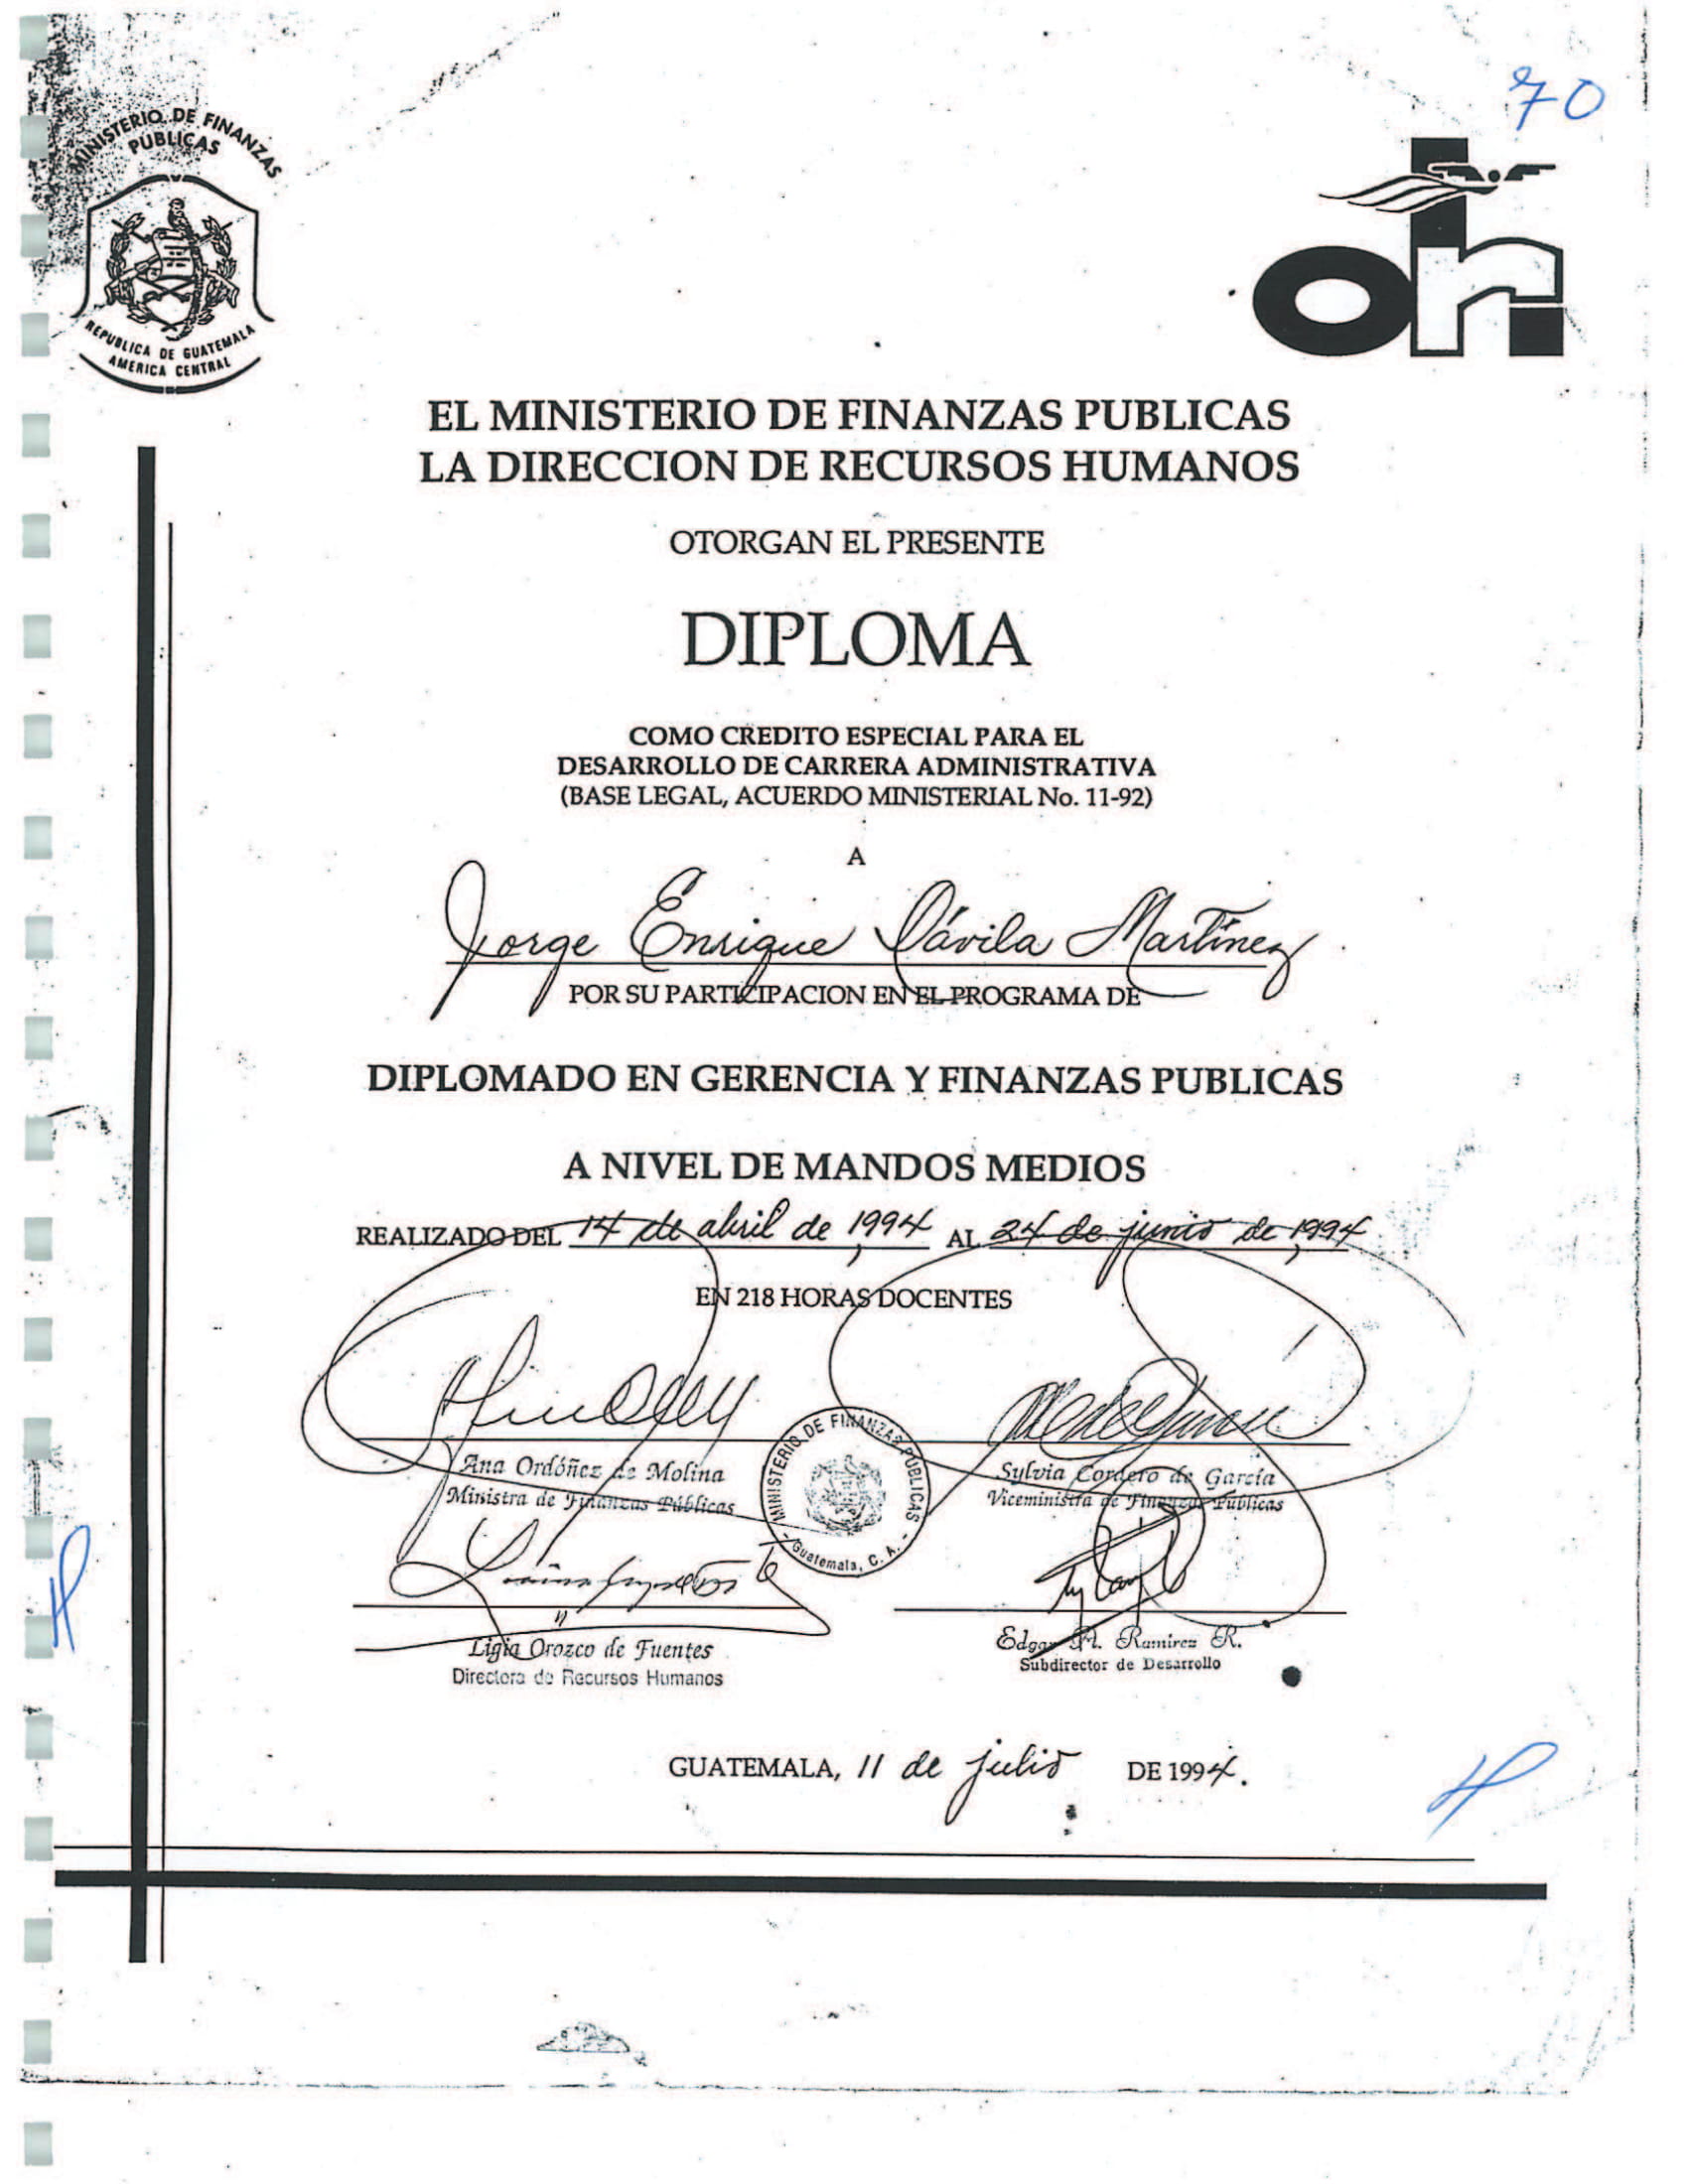 70
MINISTERIO DE FINANZAS
PUBLICAS
REPUBLICA DE GUATEMALA
AMERICA CENTRAL
EL MINISTERIO DE FINANZAS PUBLICAS
LA DIRECCION DE RECURSOS HUMANOS
OTORGAN EL PRESENTE
DIPLOMA
COMO CREDITO ESPECIAL PARA EL
DESARROLLO DE CARRERA ADMINISTRATIVA
(BASE LEGAL, ACUERDO MINISTERIAL No. 11-92)
A
Jorge Enrique Dávila Martínez
POR SU PARTICIPACION EN EL PROGRAMA DE
DIPLOMADO EN GERENCIA Y FINANZAS PUBLICAS
A NIVEL DE MANDOS MEDIOS
REALIZADO DEL 14 de abril de 1,994 AL 24 de junio de 1,994
EN 218 HORAS DOCENTES
MINISTERIO DE FINANZAS PUBLICAS
Guatemala, C. A.
Ana Ordóñez de Molina
Ministra de Finanzas Públicas
Sylvia Cordero de García
Viceministra de Finanzas Públicas
Ligia Orozco de Fuentes
Directora de Recursos Humanos
Edgar H. Ramirez R.
Subdirector de Desarrollo
GUATEMALA, 11 de julio DE 1994.